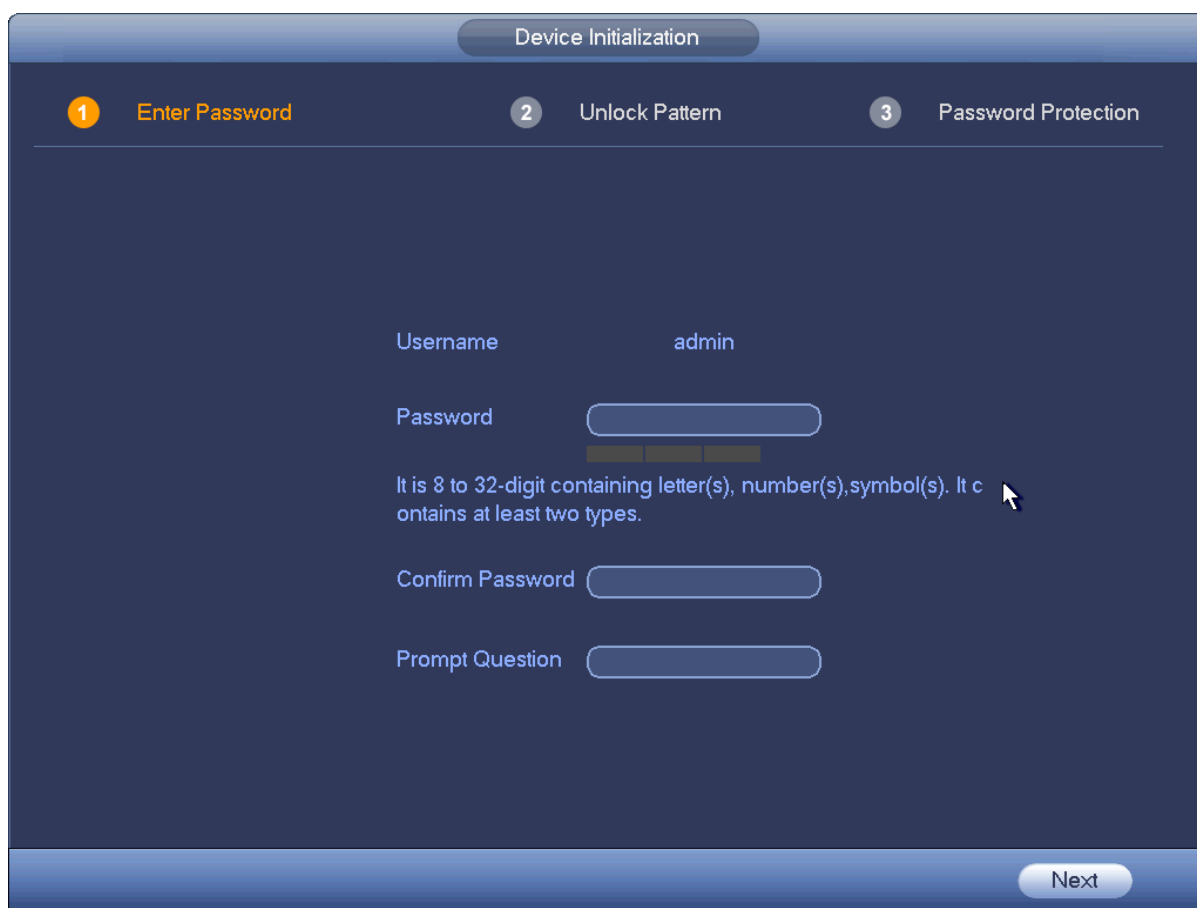 Device Initialization
1 Enter Password 2 Unlock Pattern 3 Password Protection
Username admin
Password
It is 8 to 32-digit containing letter(s), number(s),symbol(s). It c
ontains at least two types.
Confirm Password
Prompt Question
Next